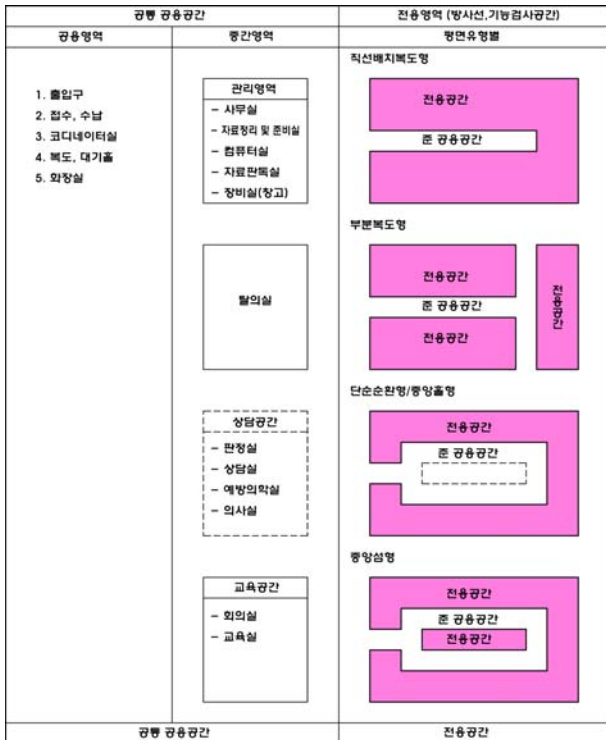 공통 공용공간
전용영역 (방사선,기능검사공간)
공용영역
중간영역
평면유형별
1. 출입구
2. 접수, 수납
3. 코디네이터실
4. 복도, 대기홀
5. 화장실
관리영역
- 사무실
- 자료정리 및 준비실
- 컴퓨터실
- 자료판독실
- 장비실(창고)
탈의실
상담공간
- 판정실
- 상담실
- 예방의학실
- 의사실
교육공간
- 회의실
- 교육실
직선배치복도형
전용공간
준 공용공간
부분복도형
전용공간
준 공용공간
전용공간
전용공간
단순순환형/중앙홀형
전용공간
준 공용공간
중앙섬형
전용공간
준 공용공간
전용공간
공통 공용공간
전용공간